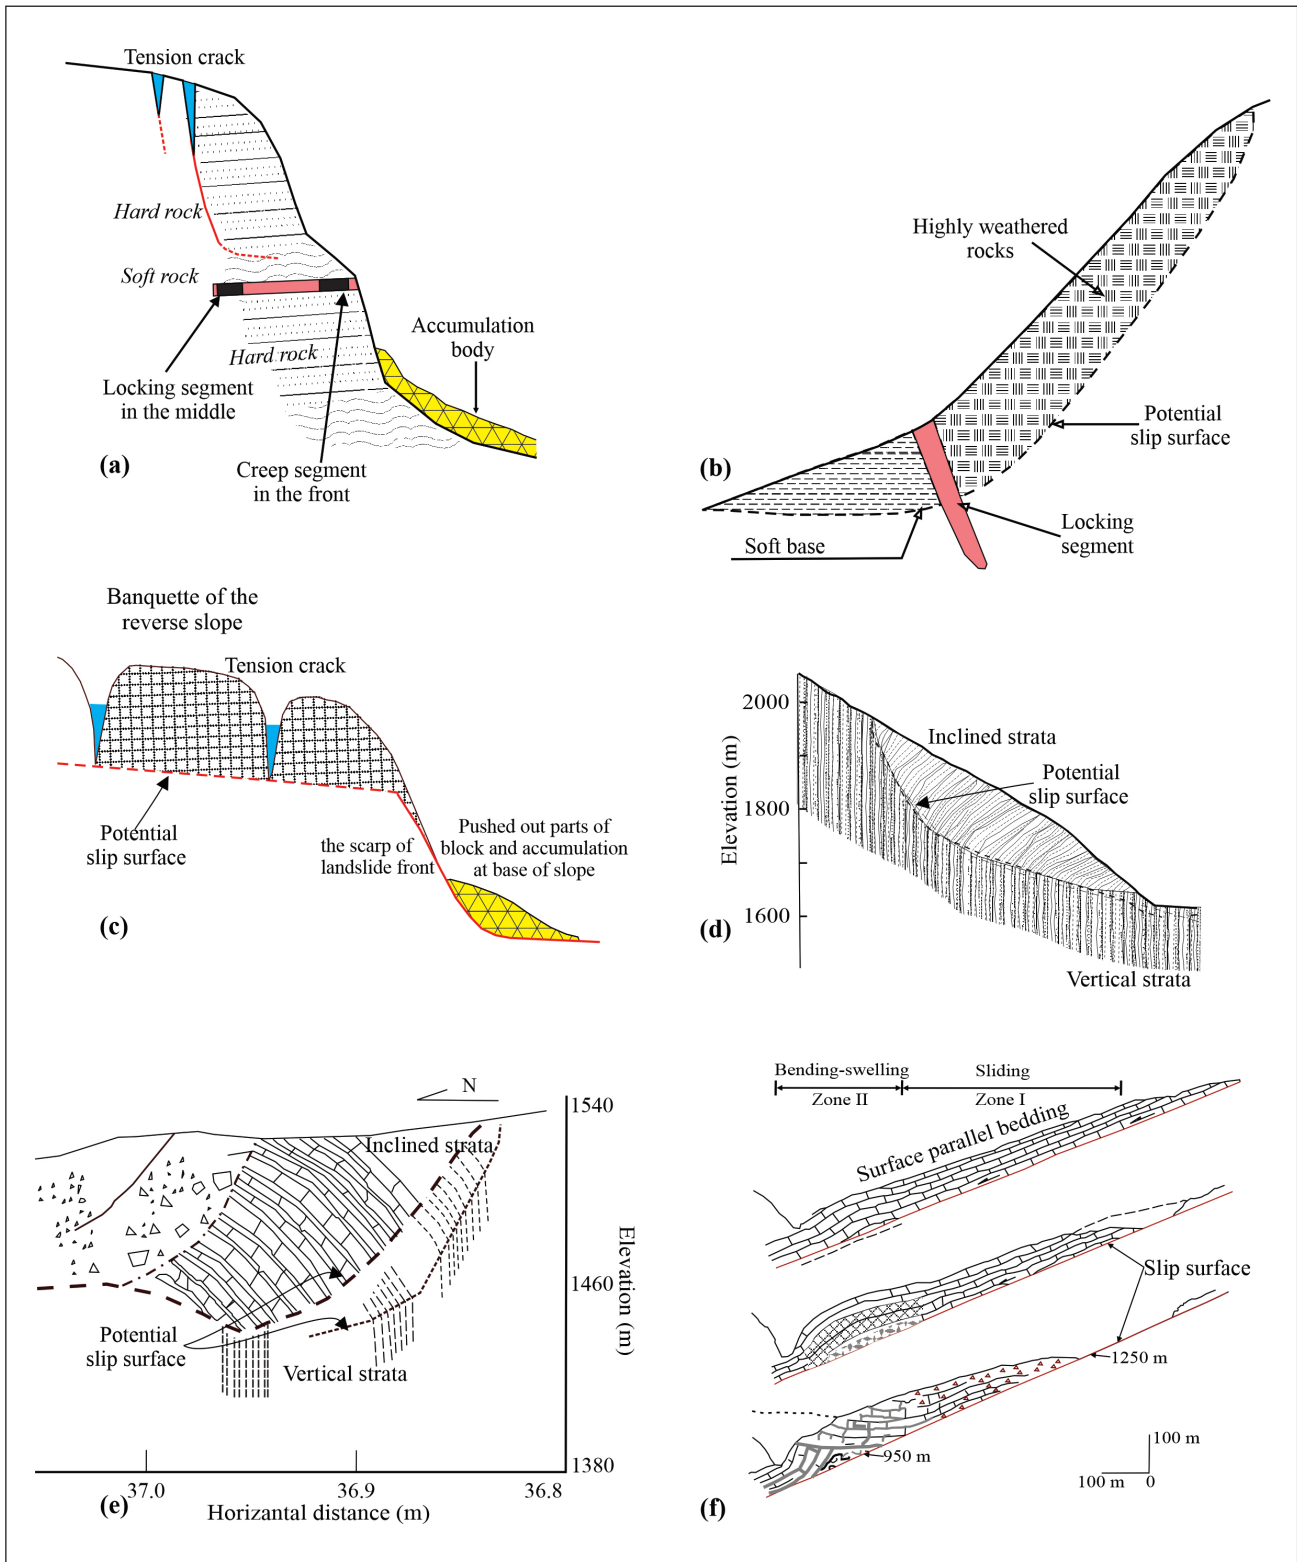 Tension crack
Hard rock
Soft rock
Hard rock
Accumulation
body
Locking segment
in the middle
(a)
Creep segment
in the front
Highly weathered
rocks
Potential
slip surface
(b)
Locking
segment
Soft base
Banquette of the
reverse slope
Tension crack
Potential
slip surface
the scarp of
landslide front
Pushed out parts of
block and accumulation
at base of slope
(c)
2000
1800
1600
Elevation (m)
Inclined strata
Potential
slip surface
(d)
Vertical strata
N
1540
Inclined strata
1460
Elevation (m)
Potential
slip surface
Vertical strata
1380
37.0
36.9
36.8
(e)
Horizantal distance (m)
Bending-swelling
Sliding
Zone II
Zone I
Surface parallel bedding
Slip surface
1250 m
950 m
100 m
100 m
0
(f)